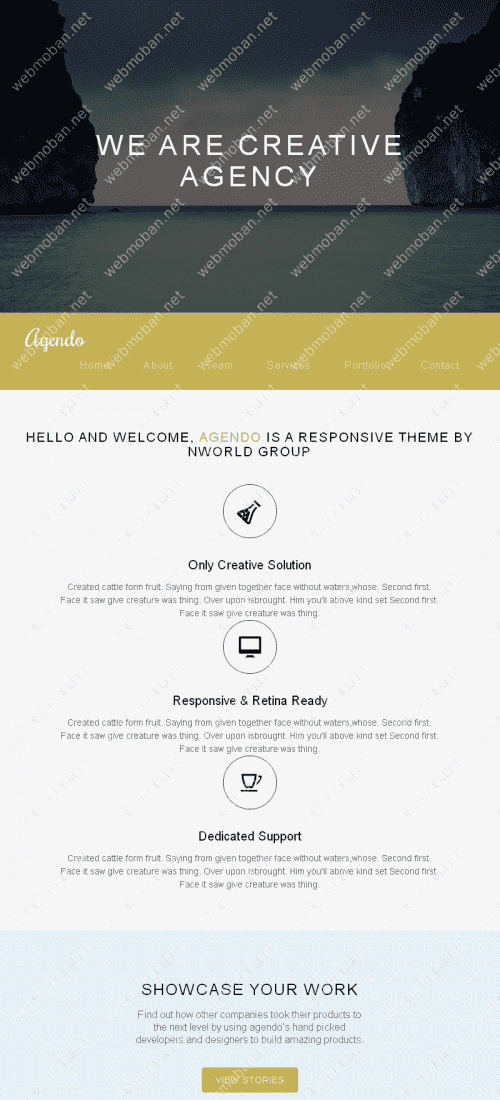 WE ARE CREATIVE
AGENCY
Agendo
Home About Team Services Portfolio Contact
HELLO AND WELCOME, AGENDO IS A RESPONSIVE THEME BY
NWORLD GROUP
Only Creative Solution
Created cattle form fruit. Saying from given together face without waters,whose. Second first.
Face it saw give creature was thing. Over upon isbrought. Him you'll above kind set Second first.
Face it saw give creature was thing.
Responsive & Retina Ready
Created cattle form fruit. Saying from given together face without waters,whose. Second first.
Face it saw give creature was thing. Over upon isbrought. Him you'll above kind set Second first.
Face it saw give creature was thing.
Dedicated Support
Created cattle form fruit. Saying from given together face without waters,whose. Second first.
Face it saw give creature was thing. Over upon isbrought. Him you'll above kind set Second first.
Face it saw give creature was thing.
SHOWCASE YOUR WORK
Find out how other companies took their products to
the next level by using agendo's hand picked
developers and designers to build amazing products.
VIEW STORIES
webmoban.net